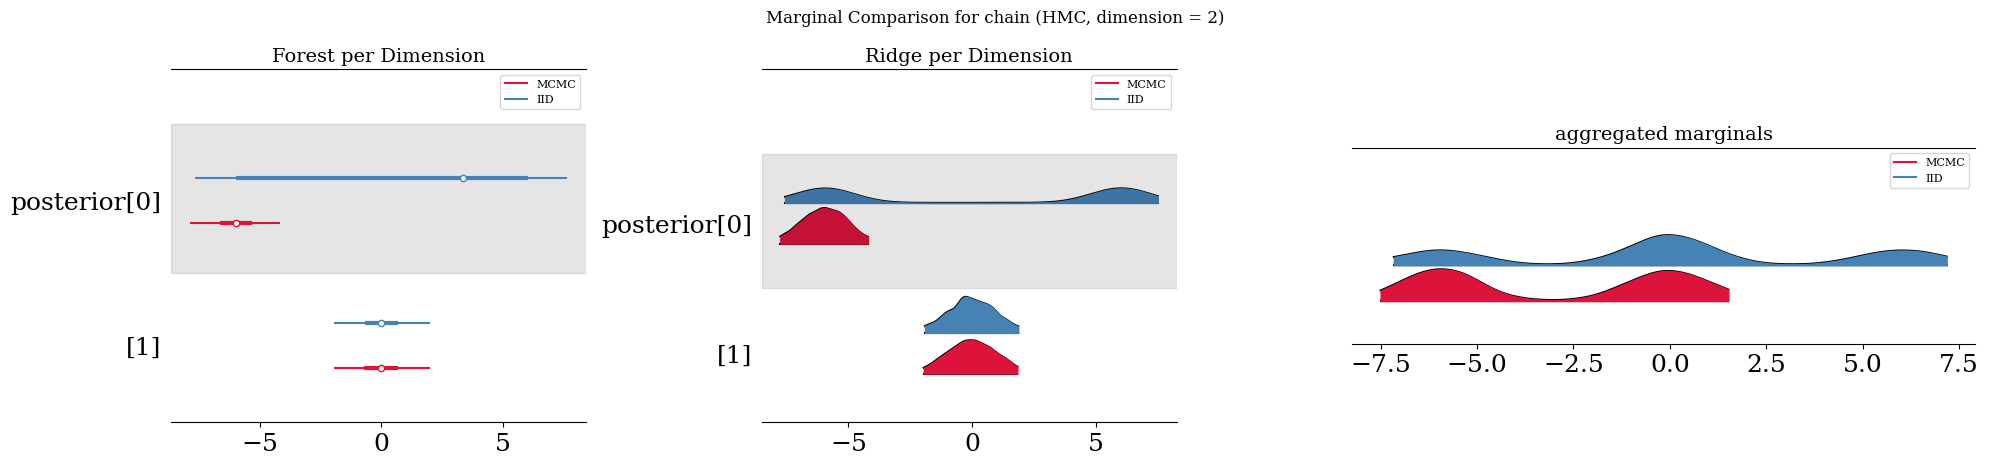 Marginal Comparison for chain (HMC, dimension = 2)
Forest per Dimension
MCMC
IID
posterior[0]
[1]
−5 0 5
Ridge per Dimension
MCMC
IID
posterior[0]
[1]
−5 0 5
aggregated marginals
MCMC
IID
−7.5 −5.0 −2.5 0.0 2.5 5.0 7.5